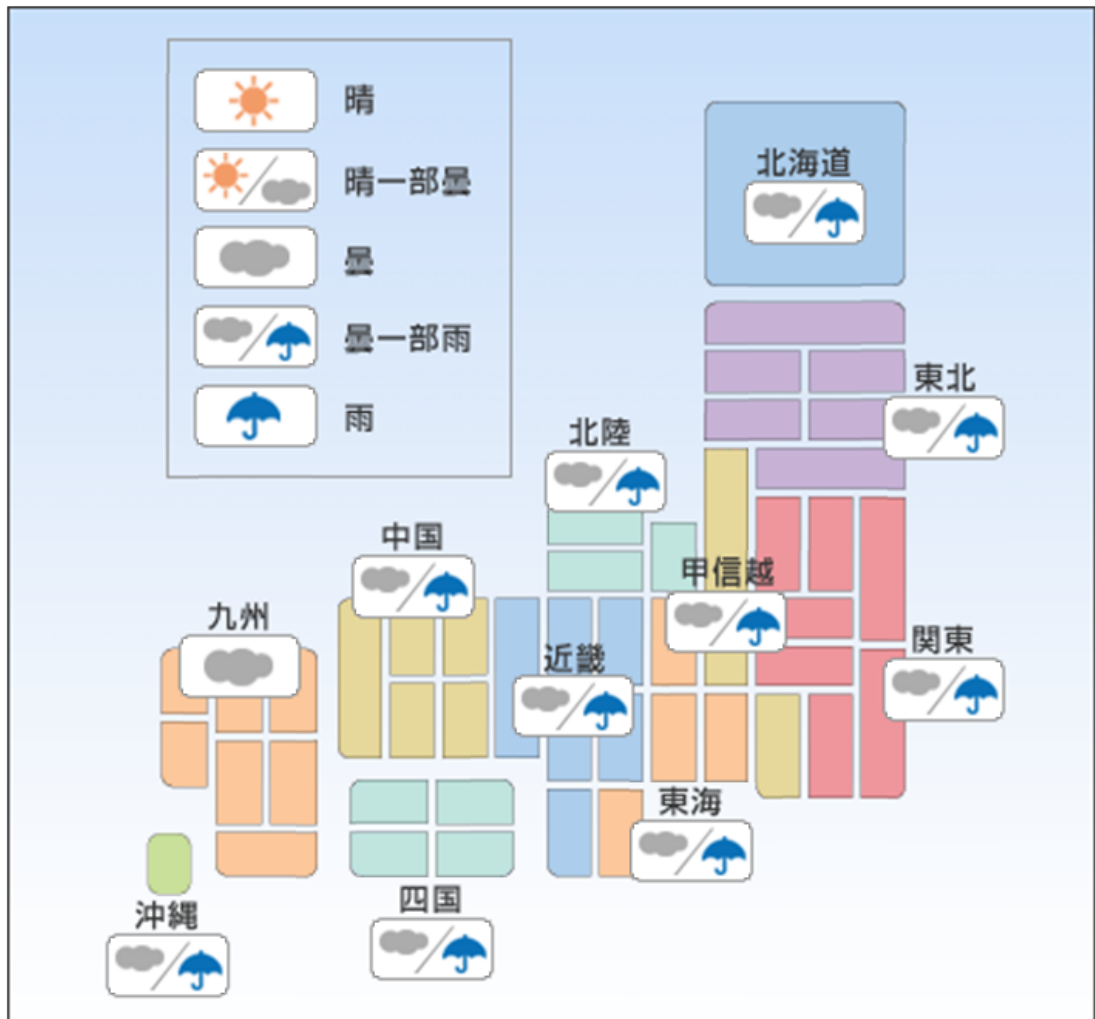 晴
晴一部曇
曇
曇一部雨
雨
北海道
東北
北陸
中国
甲信越
九州
近畿
関東
東海
四国
沖縄